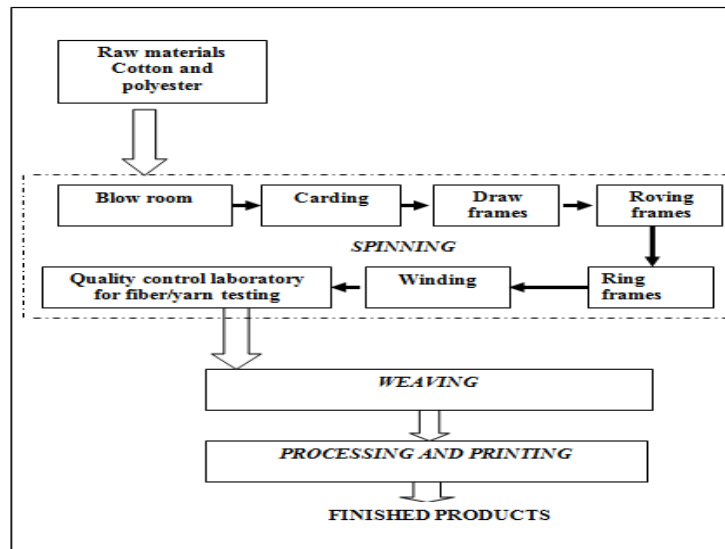 Raw materials
Cotton and
polyester
Blow room
Carding
Draw
frames
Roving
frames
SPINNING
Quality control laboratory
for fiber/yarn testing
Winding
Ring
frames
WEAVING
PROCESSING AND PRINTING
FINISHED PRODUCTS